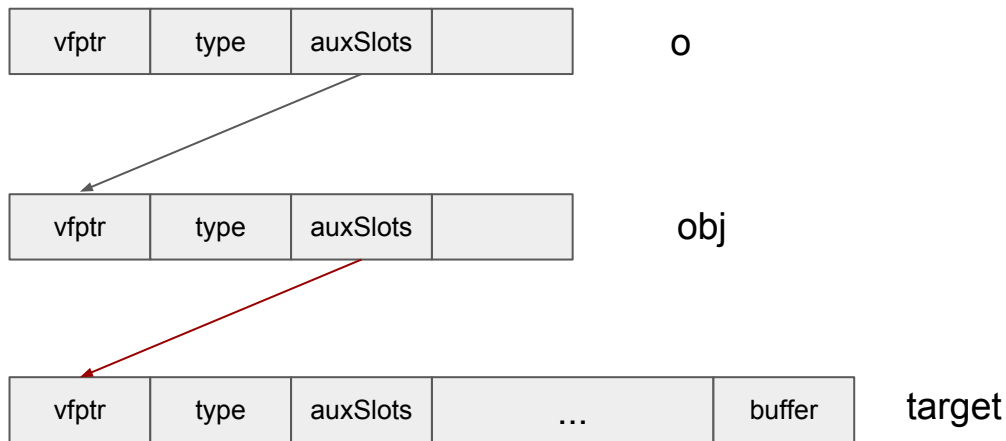 vfptr type auxSlots o
vfptr type auxSlots obj
vfptr type auxSlots ... buffer target